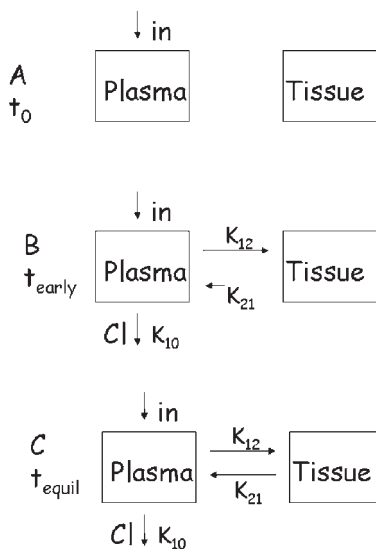 in
A
t0
Plasma
Tissue
in
B
tearly
Plasma
K12
K21
Tissue
Cl
K10
in
C
tequil
Plasma
K12
K21
Tissue
Cl
K10